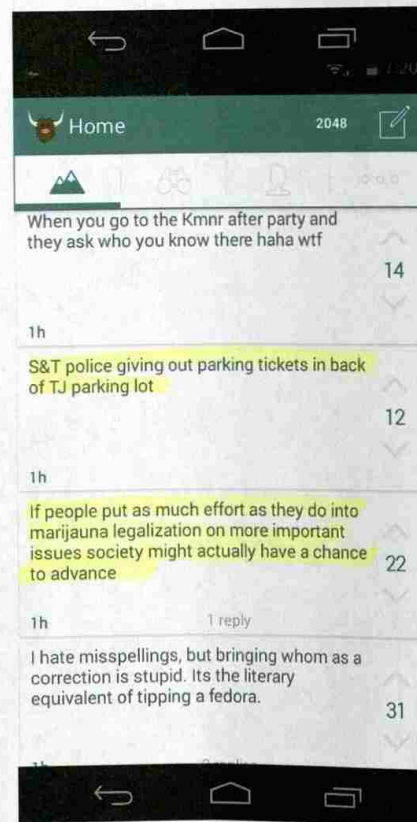 Home
2048
When you go to the Kmnr after party and
they ask who you know there haha wtf
14
1h
S&T police giving out parking tickets in back
of TJ parking lot
12
1h
If people put as much effort as they do into
marijauna legalization on more important
issues society might actually have a chance
to advance
22
1h
1 reply
I hate misspellings, but bringing whom as a
correction is stupid. Its the literary
equivalent of tipping a fedora.
31